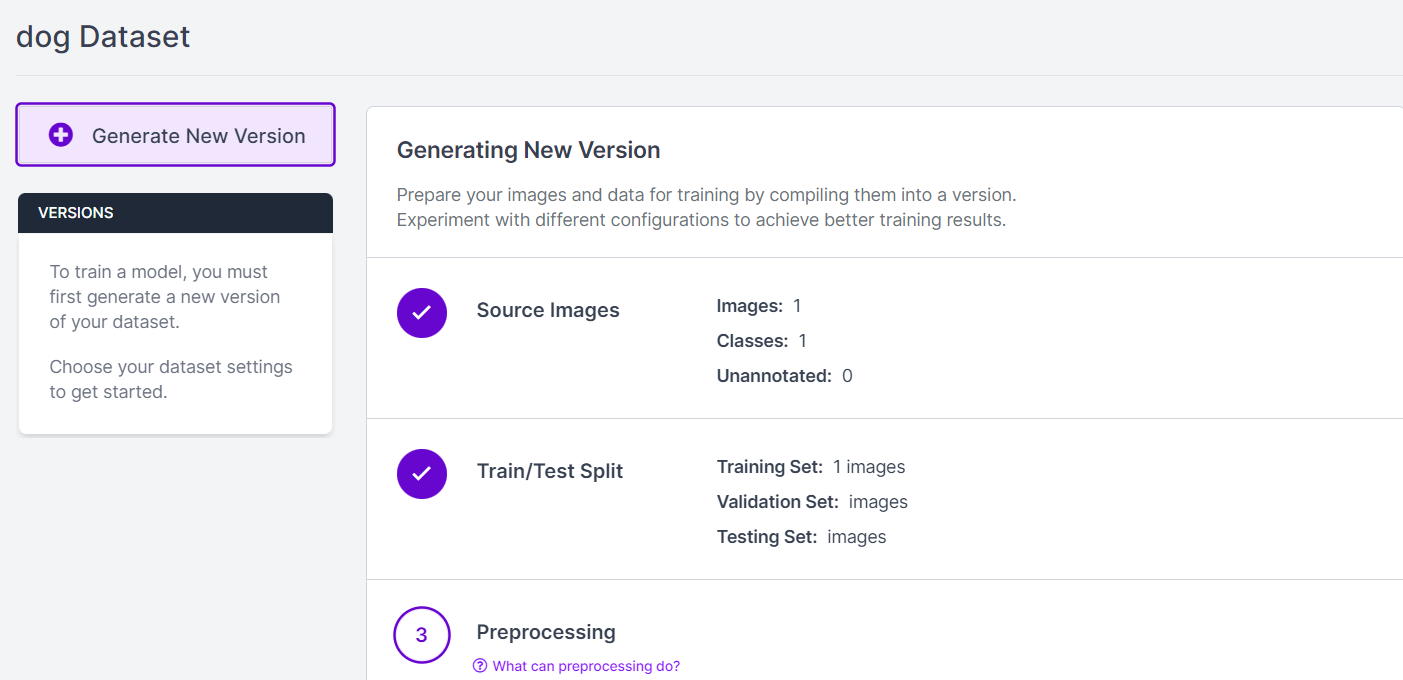 dog Dataset
Generate New Version
VERSIONS
To train a model, you must
first generate a new version
of your dataset.
Choose your dataset settings
to get started.
Generating New Version
Prepare your images and data for training by compiling them into a version.
Experiment with different configurations to achieve better training results.
Source Images
Images: 1
Classes: 1
Unannotated: 0
Train/Test Split
Training Set: 1 images
Validation Set: images
Testing Set: images
3
Preprocessing
What can preprocessing do?